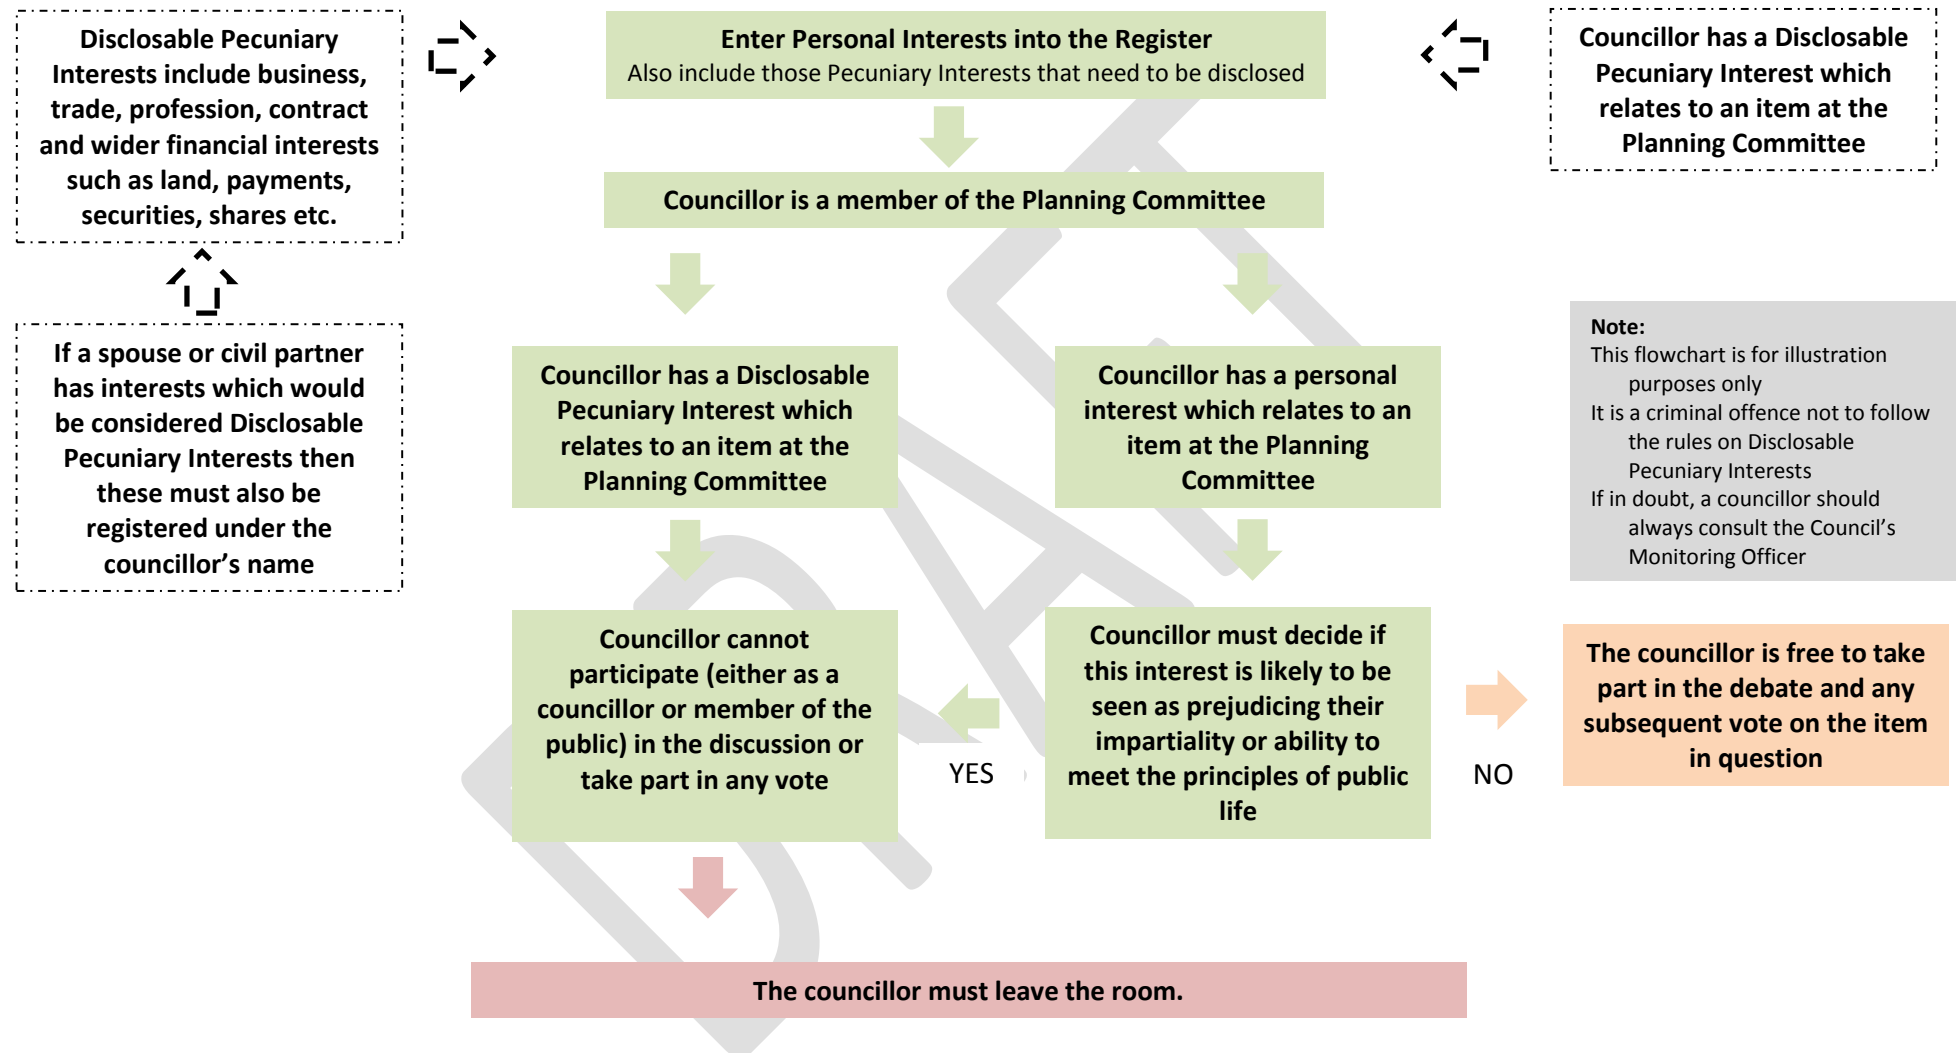 Disclosable Pecuniary
Interests include business,
trade, profession, contract
and wider financial interests
such as land, payments,
securities, shares etc.
Enter Personal Interests into the Register
Also include those Pecuniary Interests that need to be disclosed
Councillor has a Disclosable
Pecuniary Interest which
relates to an item at the
Planning Committee
Councillor is a member of the Planning Committee
If a spouse or civil partner
has interests which would
be considered Disclosable
Pecuniary Interests then
these must also be
registered under the
councillor’s name
Councillor has a Disclosable
Pecuniary Interest which
relates to an item at the
Planning Committee
Councillor has a personal
interest which relates to an
item at the Planning
Committee
Note:
This flowchart is for illustration
purposes only
It is a criminal offence not to follow
the rules on Disclosable
Pecuniary Interests
If in doubt, a councillor should
always consult the Council’s
Monitoring Officer
Councillor cannot
participate (either as a
councillor or member of the
public) in the discussion or
take part in any vote
YES
Councillor must decide if
this interest is likely to be
seen as prejudicing their
impartiality or ability to
meet the principles of public
life
NO
The councillor is free to take
part in the debate and any
subsequent vote on the item
in question
The councillor must leave the room.
DRAFT